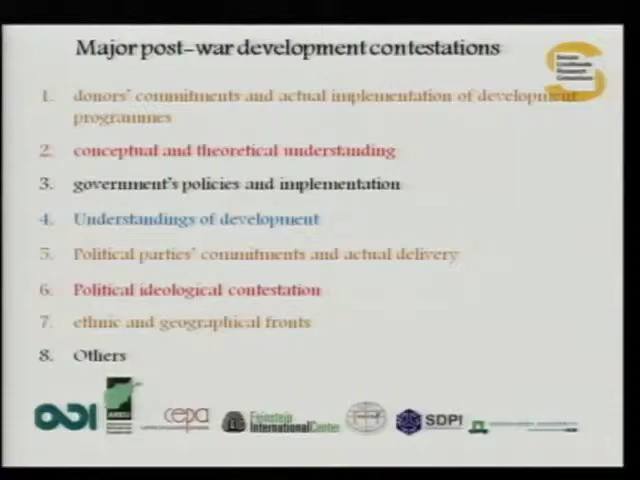 Major post-war development contestations
1. donors' commitments and actual implementation of development
programmes
2. conceptual and theoretical understanding
3. government's policies and implementation
4. Understandings of development
5. Political parties' commitments and actual delivery
6. Political ideological contestation
7. ethnic and geographical fronts
8. Others
ODI
cepa
Feinstein
InternationalCenter
SDPI